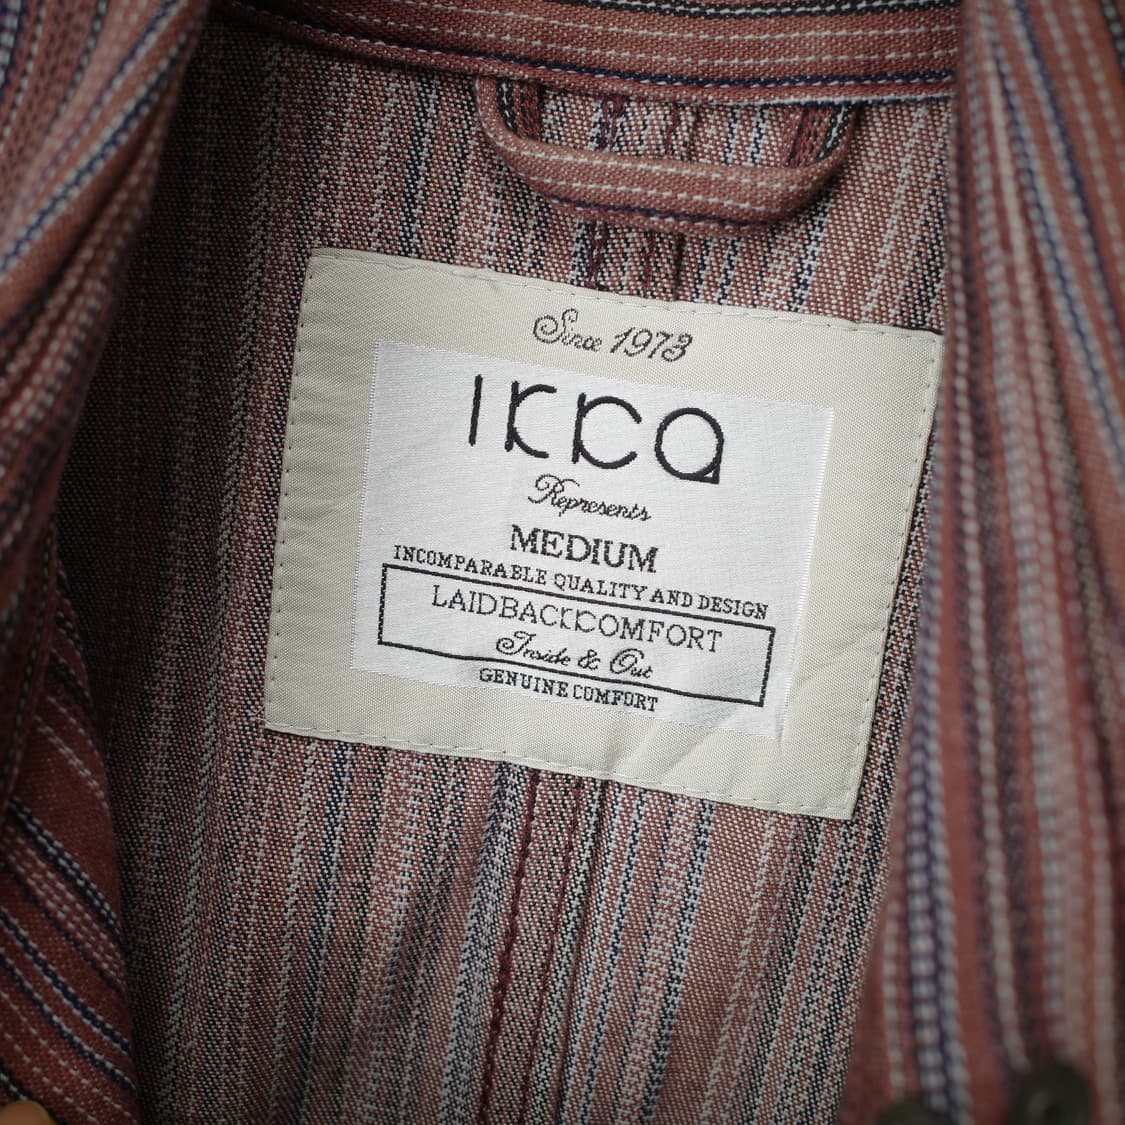 Since 1973
ikka
Represents
MEDIUM
INCOMPARABLE QUALITY AND DESIGN
LAIDBACKCOMFORT
Inside & Out
GENUINE COMFORT